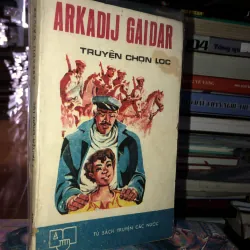 ARKADIJ GAIDAR
TRUYỆN CHỌN LỌC
TỦ SÁCH TRUYỆN CÁC NƯỚC